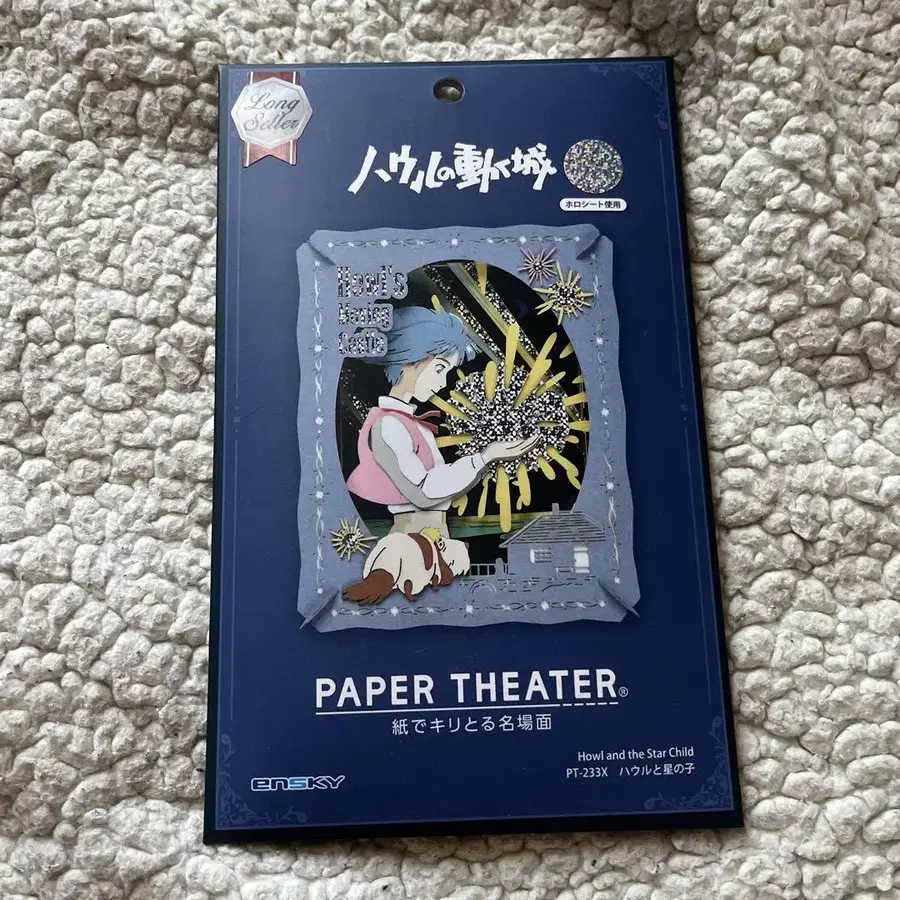 Long
Seller
ハウルの動く城
ホロシート使用
Howl's
Moving
Castle
PAPER THEATER®
紙でキリとる名場面
Howl and the Star Child
PT-233X ハウルと星の子
ensky